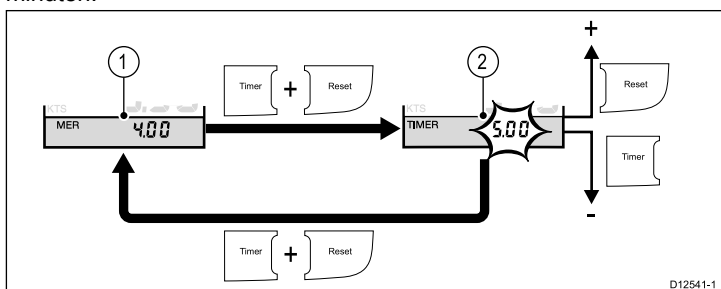 minuten.
1
2
+
Timer
+
Reset
Reset
KTS
KTS
MER
4.00
TIMER
5.00
Timer
-
Timer
+
Reset
D12541-1